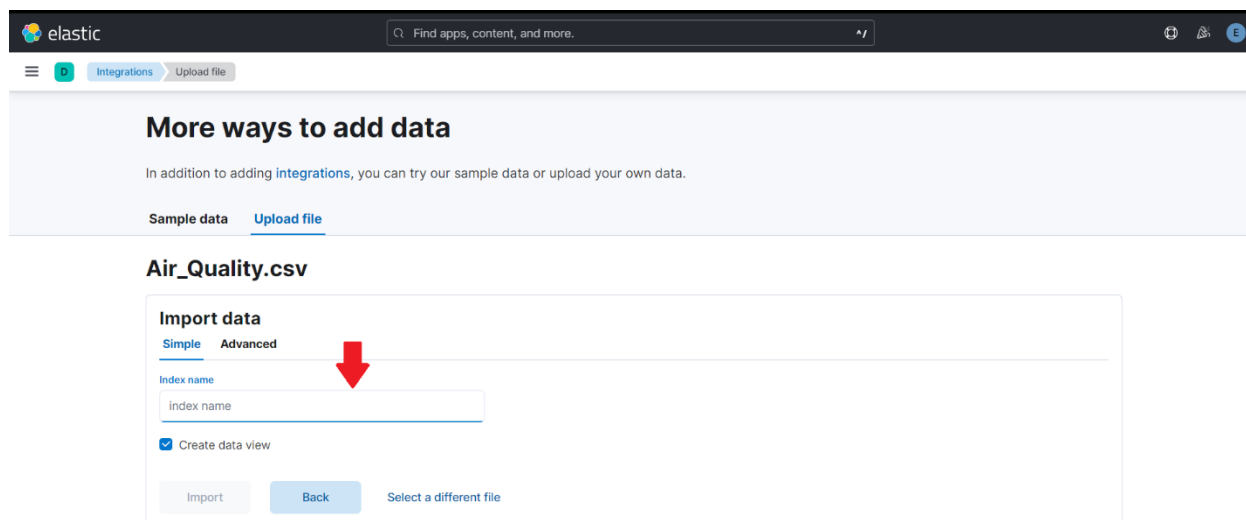 elastic
Find apps, content, and more.
^/
E
D
Integrations
Upload file
More ways to add data
In addition to adding integrations, you can try our sample data or upload your own data.
Sample data
Upload file
Air_Quality.csv
Import data
Simple
Advanced
Index name
index name
Create data view
Import
Back
Select a different file